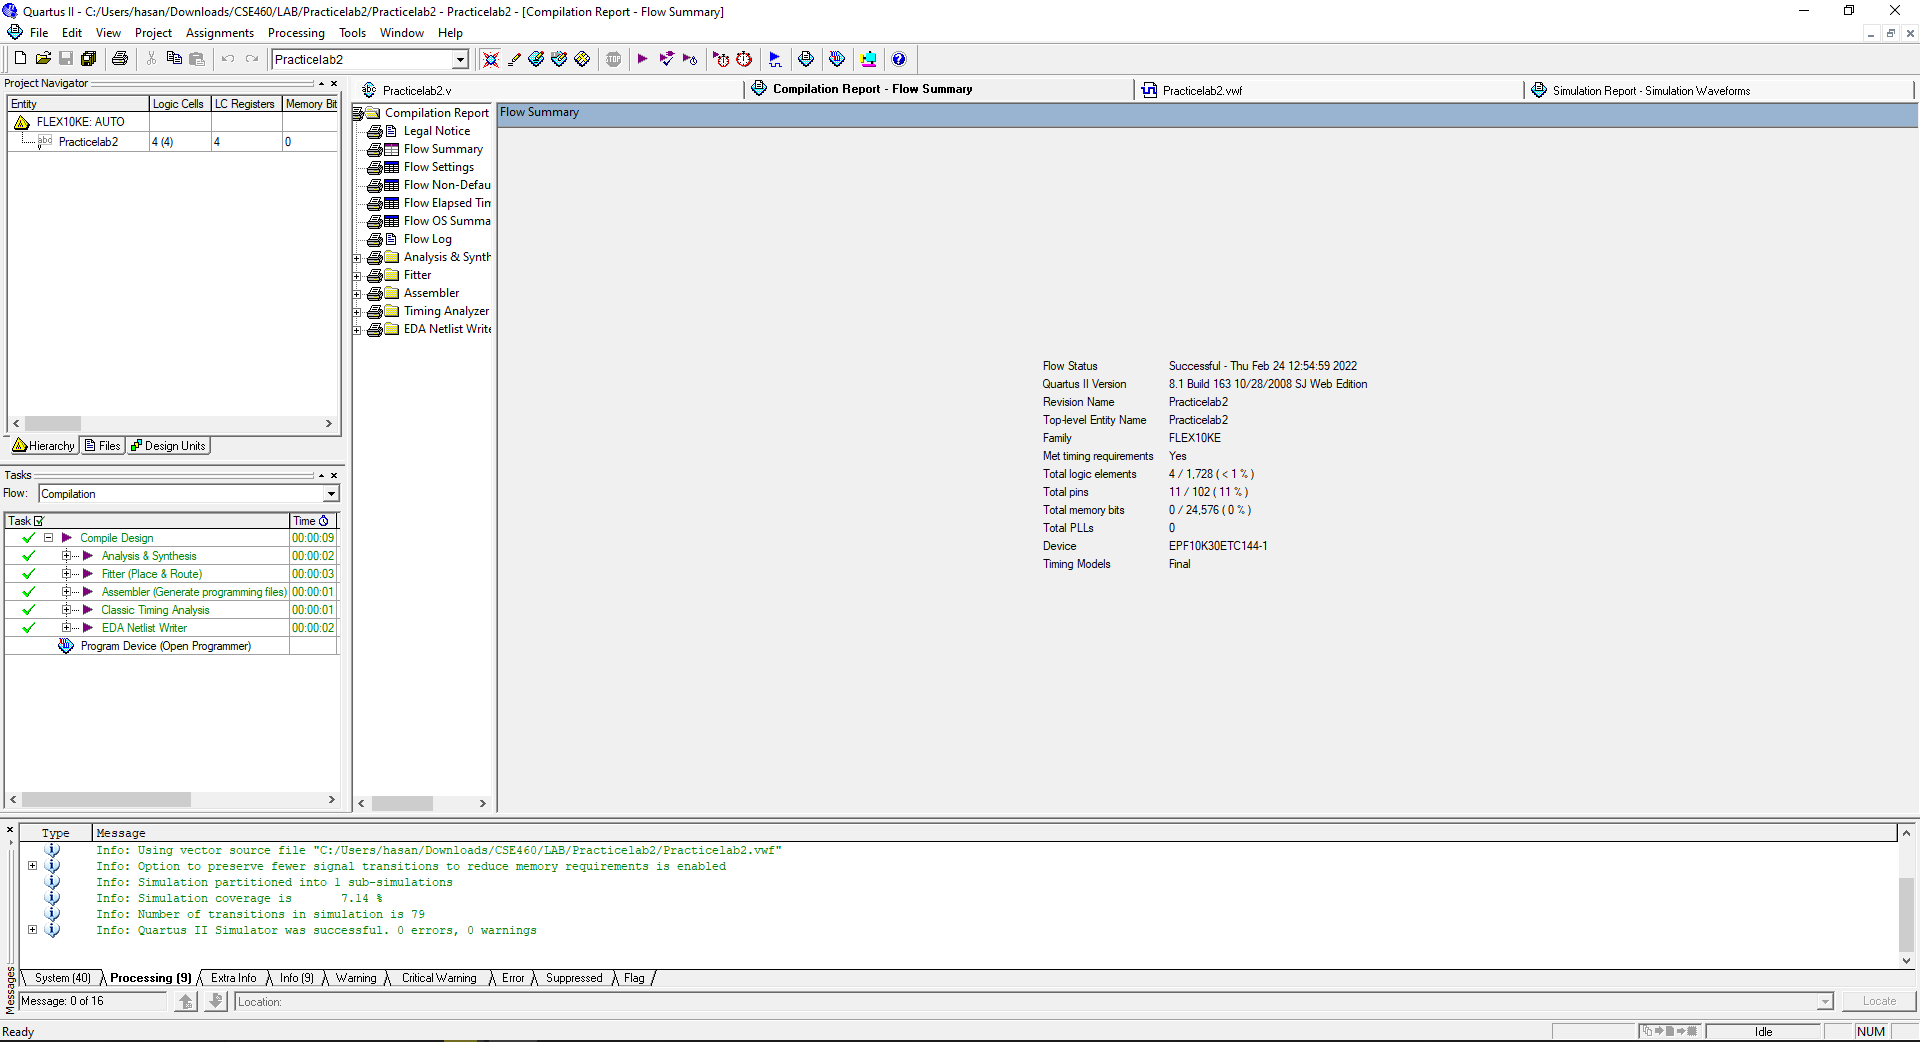 Quartus II - C:/Users/hasan/Downloads/CSE460/LAB/Practicelab2/Practicelab2 - Practicelab2 - [Compilation Report - Flow Summary]
File Edit View Project Assignments Processing Tools Window Help
Practicelab2
STOP
Project Navigator
Entity Logic Cells LC Registers Memory Bit
FLEX10KE: AUTO
abc Practicelab2 4 (4) 4 0
Hierarchy Files Design Units
Tasks
Flow: Compilation
Task Time
Compile Design 00:00:09
Analysis & Synthesis 00:00:02
Fitter (Place & Route) 00:00:03
Assembler (Generate programming files) 00:00:01
Classic Timing Analysis 00:00:01
EDA Netlist Writer 00:00:02
Program Device (Open Programmer)
Practicelab2.v
Compilation Report - Flow Summary
Practicelab2.vwf
Simulation Report - Simulation Waveforms
Compilation Report
Legal Notice
Flow Summary
Flow Settings
Flow Non-Defau
Flow Elapsed Tim
Flow OS Summa
Flow Log
Analysis & Synth
Fitter
Assembler
Timing Analyzer
EDA Netlist Write
Flow Summary
Flow Status Successful - Thu Feb 24 12:54:59 2022
Quartus II Version 8.1 Build 163 10/28/2008 SJ Web Edition
Revision Name Practicelab2
Top-level Entity Name Practicelab2
Family FLEX10KE
Met timing requirements Yes
Total logic elements 4 / 1,728 ( < 1 % )
Total pins 11 / 102 ( 11 % )
Total memory bits 0 / 24,576 ( 0 % )
Total PLLs 0
Device EPF10K30ETC144-1
Timing Models Final
Type Message
Info: Using vector source file "C:/Users/hasan/Downloads/CSE460/LAB/Practicelab2/Practicelab2.vwf"
Info: Option to preserve fewer signal transitions to reduce memory requirements is enabled
Info: Simulation partitioned into 1 sub-simulations
Info: Simulation coverage is 7.14 %
Info: Number of transitions in simulation is 79
Info: Quartus II Simulator was successful. 0 errors, 0 warnings
System (40) Processing (9) Extra Info Info (9) Warning Critical Warning Error Suppressed Flag
Messages
Message: 0 of 16 Location: Locate
Ready Idle NUM